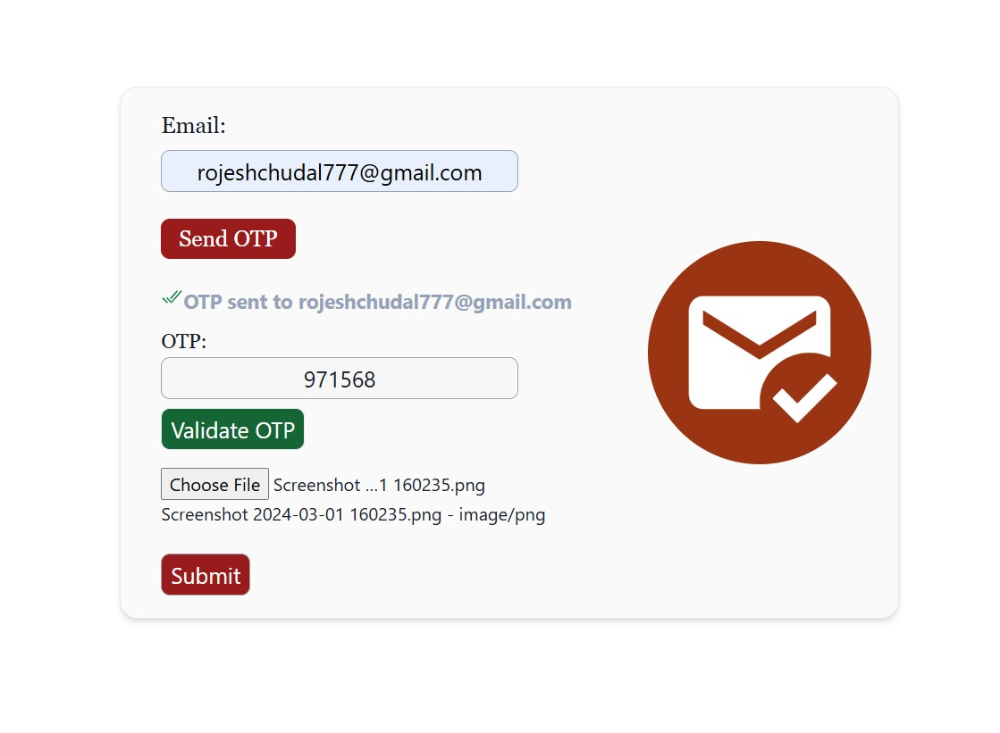 Email:
rojeshchudal777@gmail.com
Send OTP
OTP sent to rojeshchudal777@gmail.com
OTP:
971568
Validate OTP
Choose File Screenshot ...1 160235.png
Screenshot 2024-03-01 160235.png - image/png
Submit